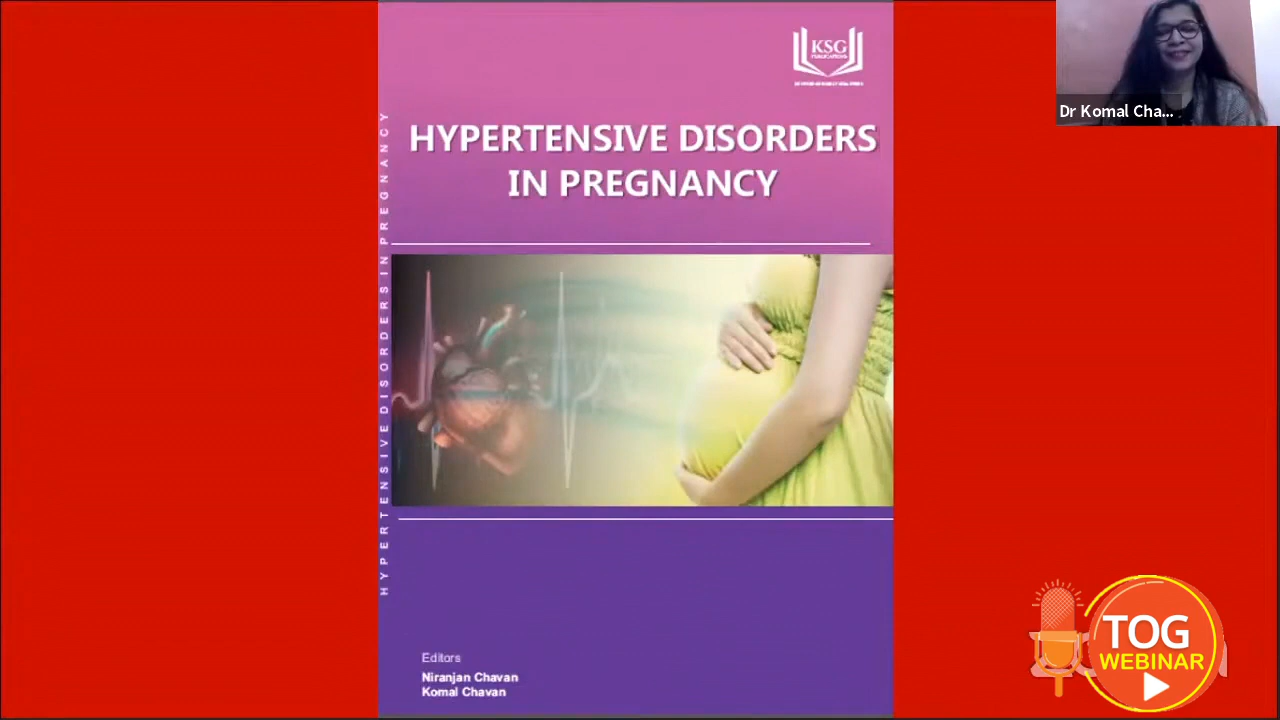 KSG
PUBLICATIONS
HYPERTENSIVE DISORDERS
IN PREGNANCY
HYPERTENSIVE DISORDERS IN PREGNANCY
Editors
Niranjan Chavan
Komal Chavan
Dr Komal Cha...
TOG
WEBINAR